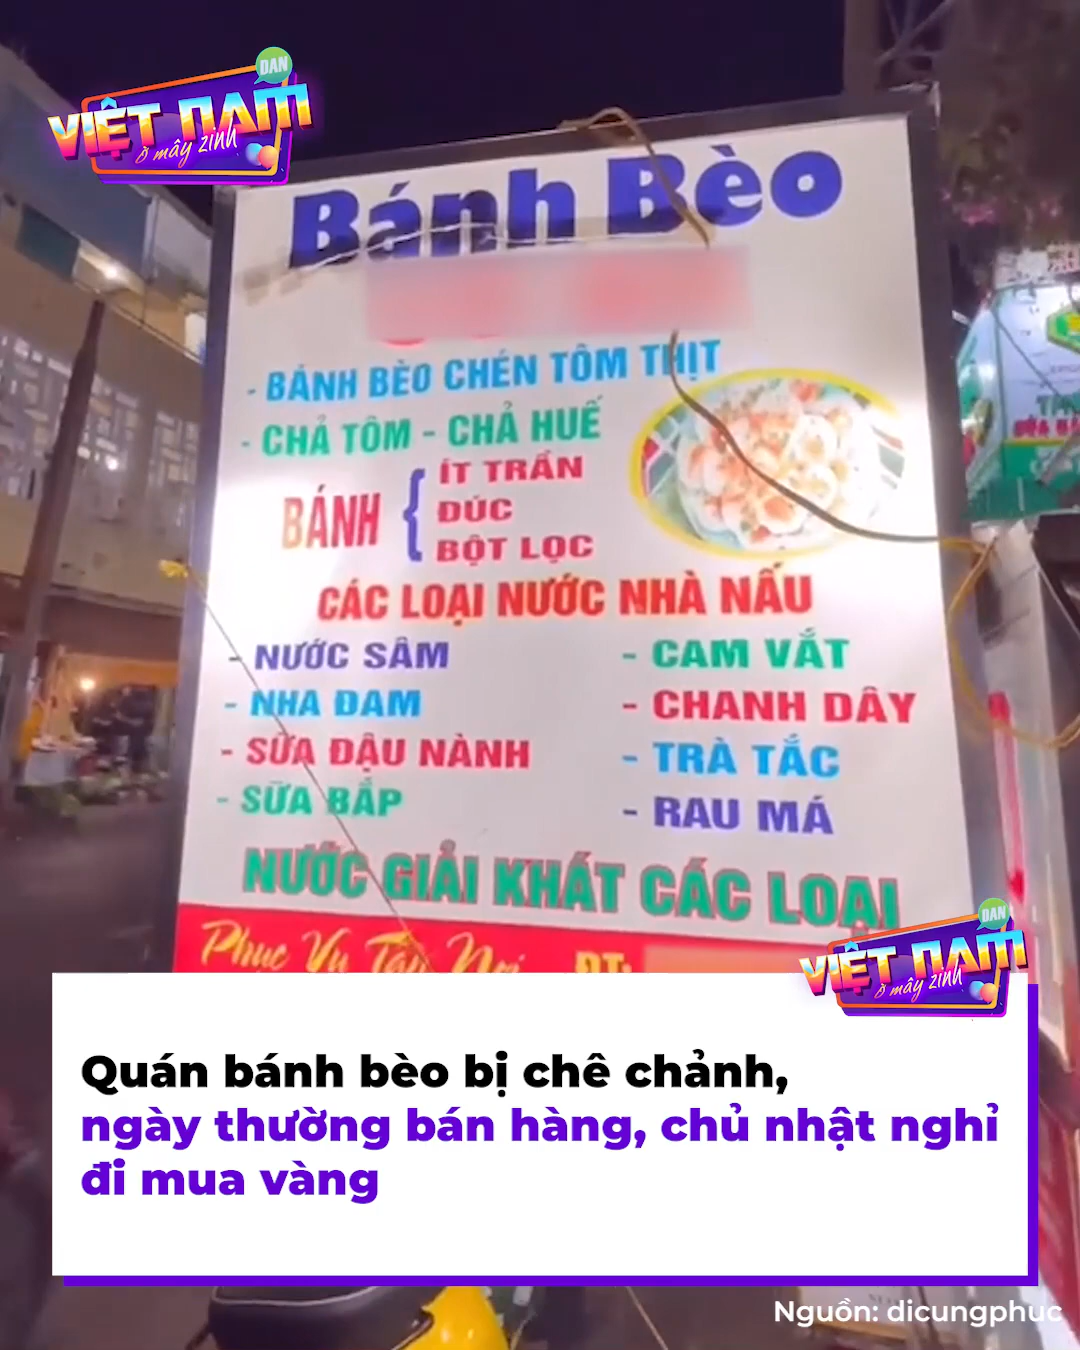 DAN
VIỆT NAM
ở mây zinh
Bánh Bèo
- BÁNH BÈO CHÉN TÔM THỊT
- CHẢ TÔM - CHẢ HUẾ
BÁNH { ÍT TRẦN
ĐÚC
BỘT LỌC
CÁC LOẠI NƯỚC NHÀ NẤU
- NƯỚC SÂM
- NHA ĐAM
- SỮA ĐẬU NÀNH
- SỮA BẮP
- CAM VẮT
- CHANH DÂY
- TRÀ TẮC
- RAU MÁ
NƯỚC GIẢI KHÁT CÁC LOẠI
Phục Vụ Tận Nơi ĐT:
DAN
VIỆT NAM
ở mây zinh
Quán bánh bèo bị chê chảnh,
ngày thường bán hàng, chủ nhật nghỉ
đi mua vàng
Nguồn: dicungphuc